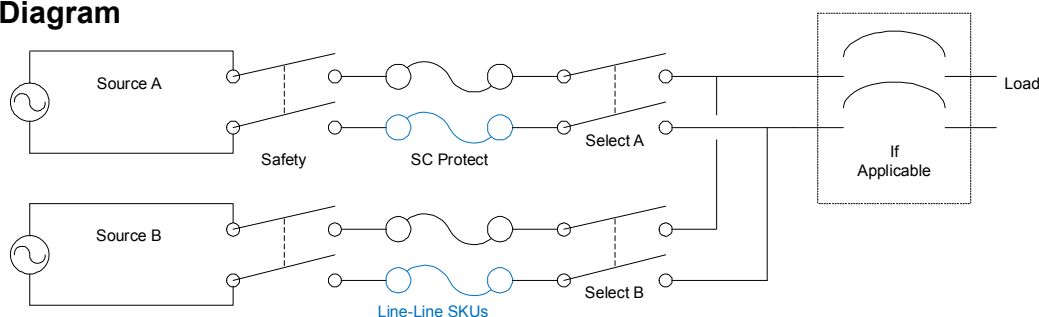 Diagram
Source A
Safety
SC Protect
Select A
If
Applicable
Load
Source B
Select B
Line-Line SKUs